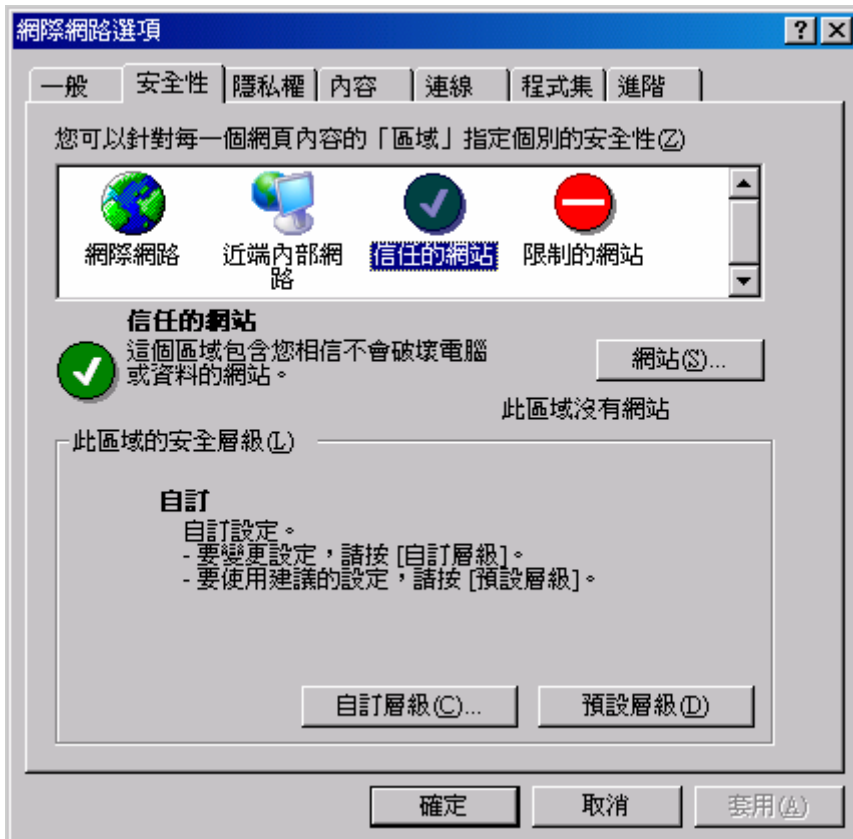 網際網路選項
一般 安全性 隱私權 內容 連線 程式集 進階
您可以針對每一個網頁內容的「區域」指定個別的安全性(Z)
網際網路 近端內部網路 信任的網站 限制的網站
信任的網站
這個區域包含您相信不會破壞電腦
或資料的網站。
網站(S)...
此區域沒有網站
此區域的安全層級(L)
自訂
自訂設定。
- 要變更設定，請按 [自訂層級]。
- 要使用建議的設定，請按 [預設層級]。
自訂層級(C)... 預設層級(D)
確定 取消 套用(A)